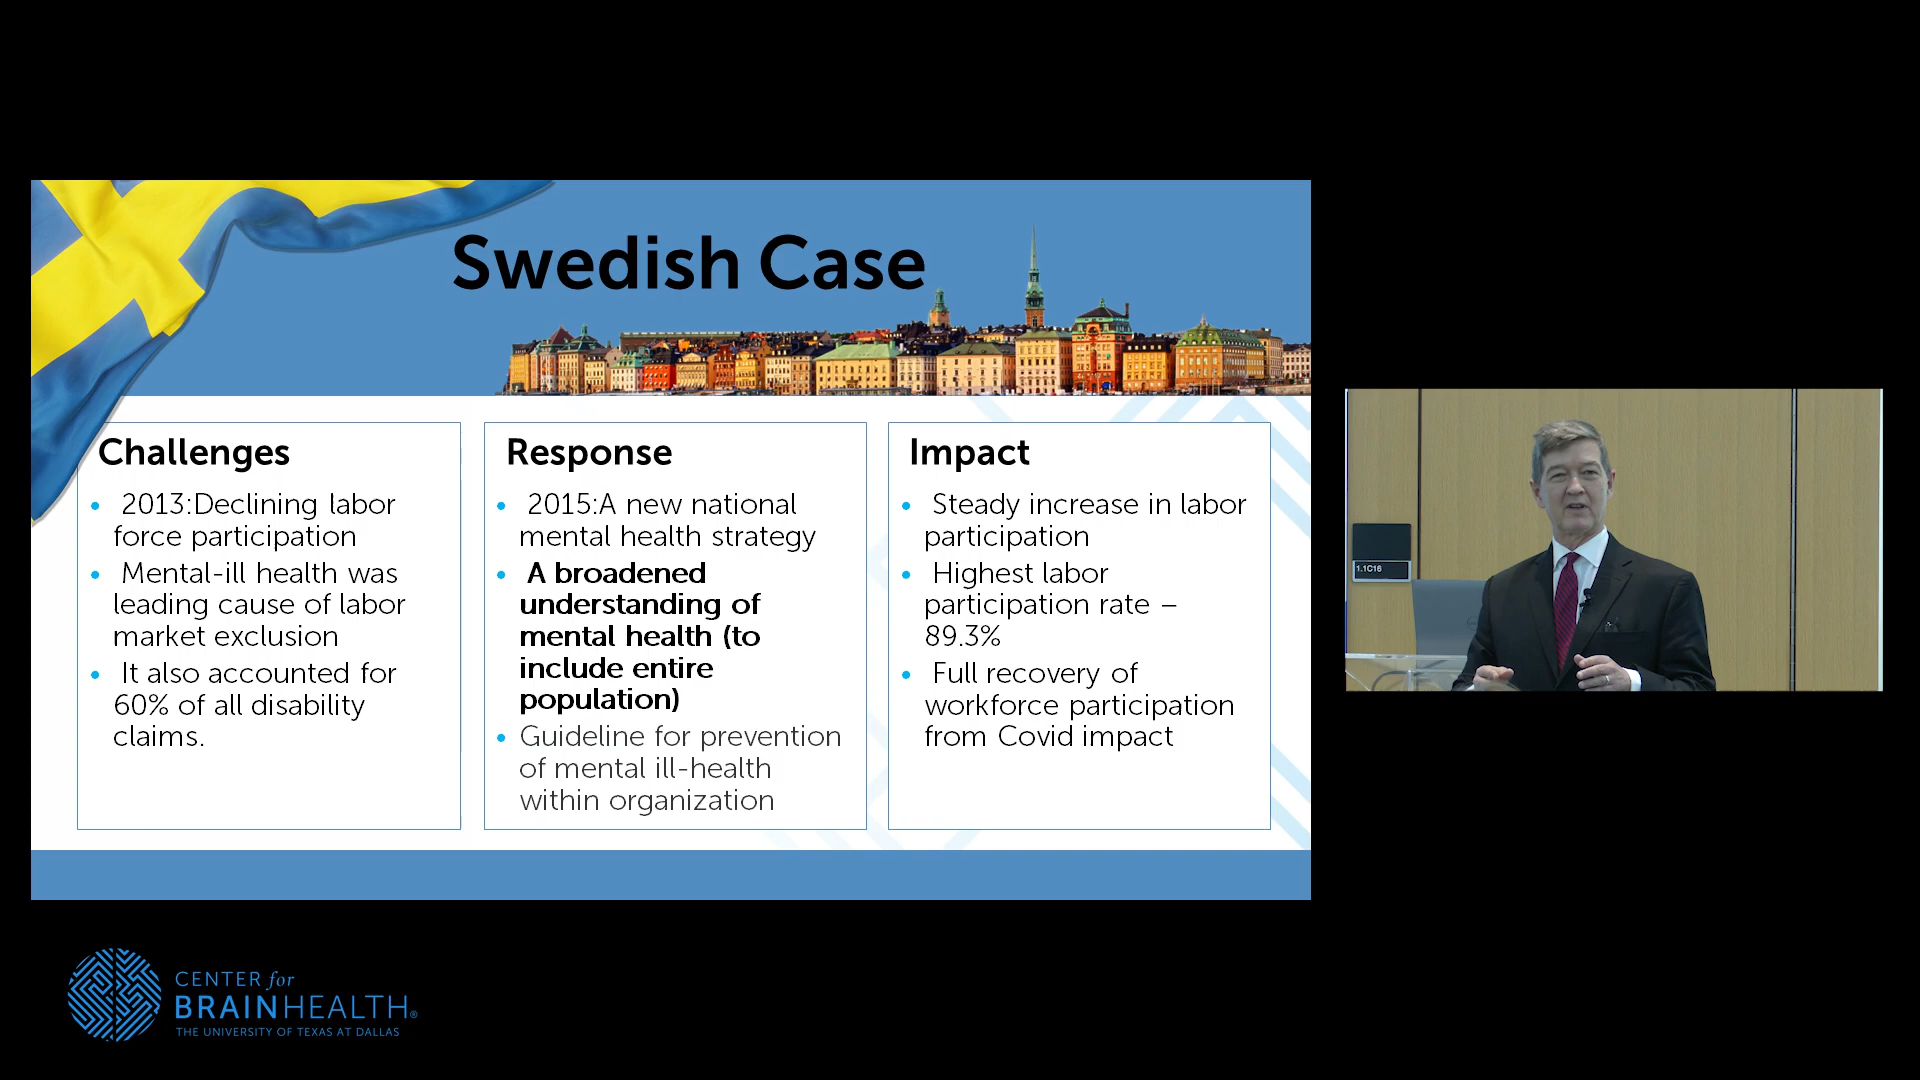 Swedish Case
Challenges
• 2013:Declining labor
force participation
• Mental-ill health was
leading cause of labor
market exclusion
• It also accounted for
60% of all disability
claims.
Response
• 2015:A new national
mental health strategy
• A broadened
understanding of
mental health (to
include entire
population)
• Guideline for prevention
of mental ill-health
within organization
Impact
• Steady increase in labor
participation
• Highest labor
participation rate –
89.3%
• Full recovery of
workforce participation
from Covid impact
1.1C16
CENTER for
BRAINHEALTH®
THE UNIVERSITY OF TEXAS AT DALLAS